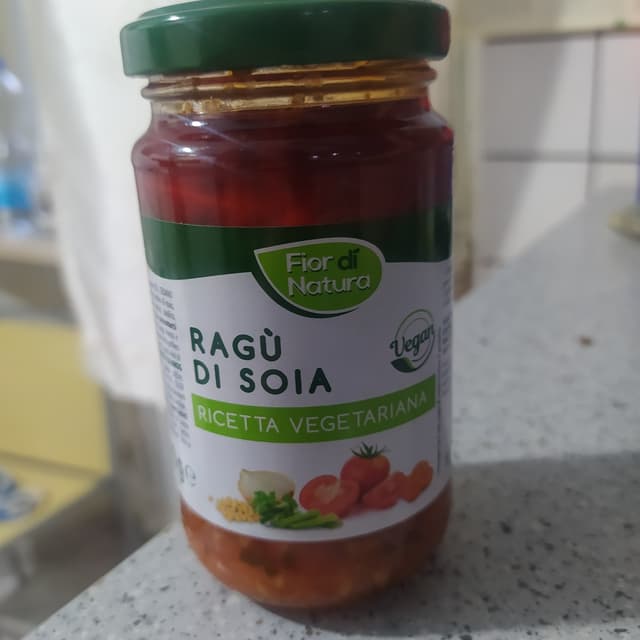 Fior di
Natura
RAGÙ
DI SOIA
Vegan
RICETTA VEGETARIANA